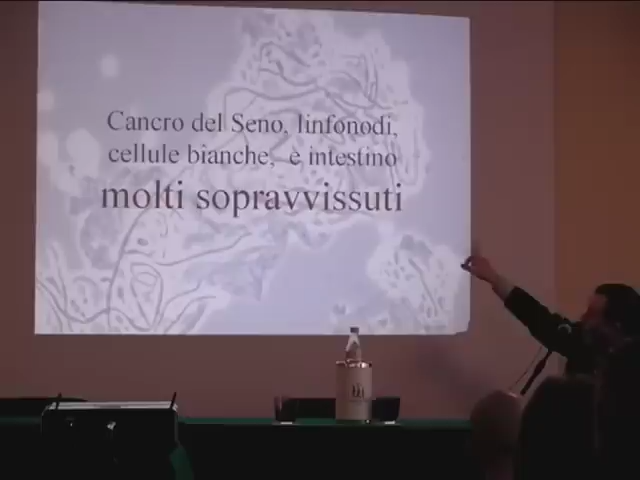 Cancro del Seno, linfonodi,
cellule bianche, e intestino
molti sopravvissuti